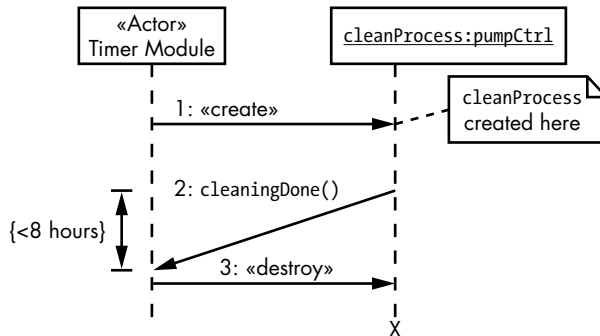 «Actor»
Timer Module
cleanProcess:pumpCtrl
cleanProcess
created here
1: «create»
2: cleaningDone()
{<8 hours}
3: «destroy»
X